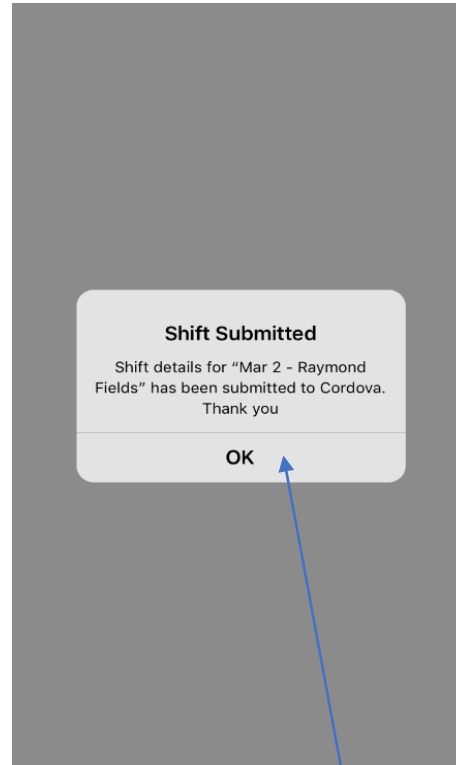 Shift Submitted
Shift details for “Mar 2 - Raymond
Fields” has been submitted to Cordova.
Thank you
OK